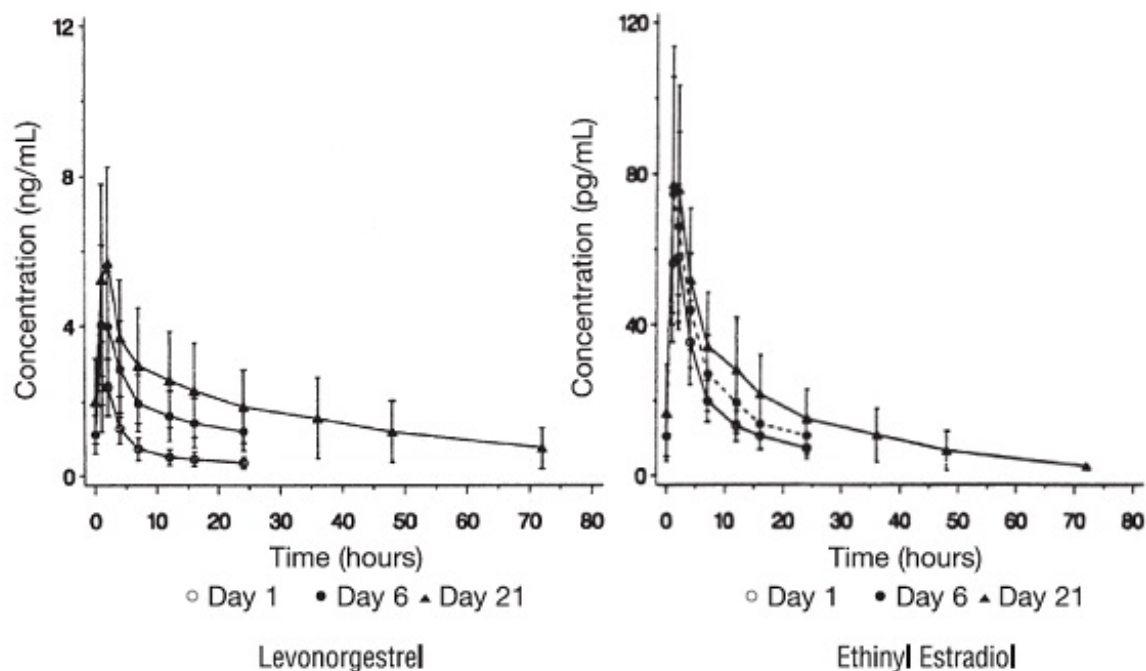 Concentration (ng/mL)
12
8
4
0
0 10 20 30 40 50 60 70 80
Time (hours)
○ Day 1 ● Day 6 ▲ Day 21
Levonorgestrel
Concentration (pg/mL)
120
80
40
0
0 10 20 30 40 50 60 70 80
Time (hours)
○ Day 1 ● Day 6 ▲ Day 21
Ethinyl Estradiol